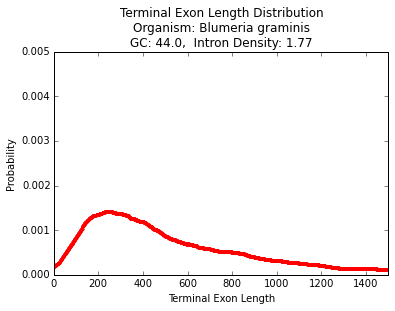 Terminal Exon Length Distribution
Organism: Blumeria graminis
GC: 44.0,  Intron Density: 1.77
0.005
0.004
0.003
0.002
0.001
0.000
Probability
0 200 400 600 800 1000 1200 1400
Terminal Exon Length